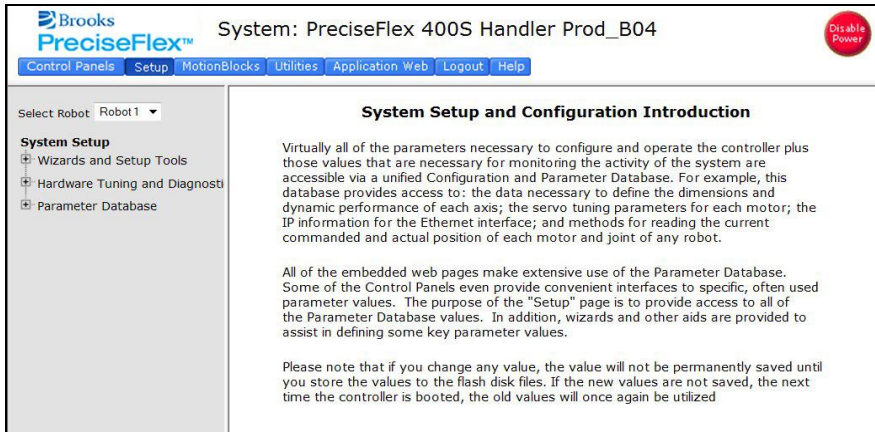 Brooks
PreciseFlex™
System: PreciseFlex 400S Handler Prod_B04
Disable
Power
Control Panels Setup MotionBlocks Utilities Application Web Logout Help
Select Robot Robot1
System Setup
Wizards and Setup Tools
Hardware Tuning and Diagnosti
Parameter Database
System Setup and Configuration Introduction
Virtually all of the parameters necessary to configure and operate the controller plus
those values that are necessary for monitoring the activity of the system are
accessible via a unified Configuration and Parameter Database. For example, this
database provides access to: the data necessary to define the dimensions and
dynamic performance of each axis; the servo tuning parameters for each motor; the
IP information for the Ethernet interface; and methods for reading the current
commanded and actual position of each motor and joint of any robot.
All of the embedded web pages make extensive use of the Parameter Database.
Some of the Control Panels even provide convenient interfaces to specific, often used
parameter values. The purpose of the "Setup" page is to provide access to all of
the Parameter Database values. In addition, wizards and other aids are provided to
assist in defining some key parameter values.
Please note that if you change any value, the value will not be permanently saved until
you store the values to the flash disk files. If the new values are not saved, the next
time the controller is booted, the old values will once again be utilized